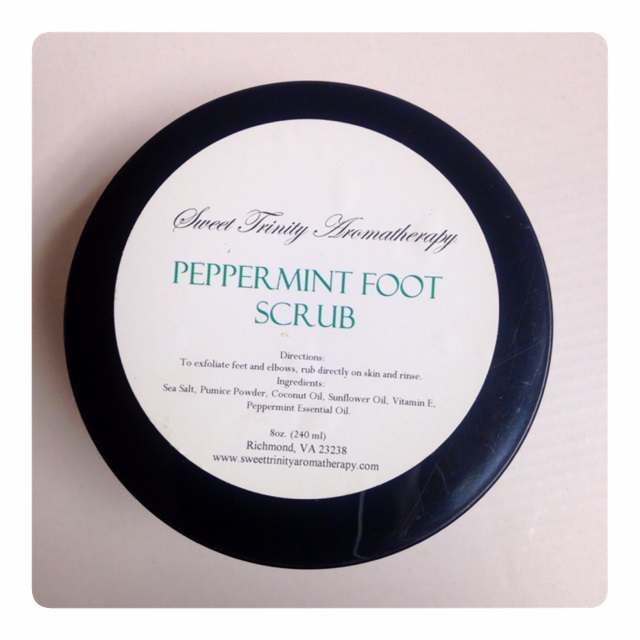 Sweet Trinity Aromatherapy
PEPPERMINT FOOT
SCRUB
Directions:
To exfoliate feet and elbows, rub directly on skin and rinse.
Ingredients:
Sea Salt, Pumice Powder, Coconut Oil, Sunflower Oil, Vitamin E,
Peppermint Essential Oil.
8oz. (240 ml)
Richmond, VA 23238
www.sweettrinityaromatherapy.com